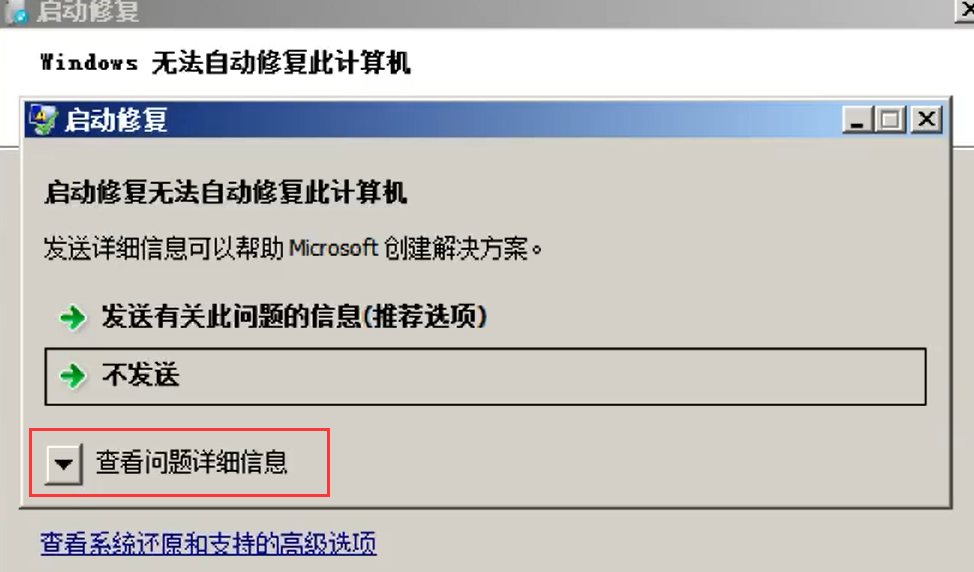 启动修复
Windows 无法自动修复此计算机
启动修复
启动修复无法自动修复此计算机
发送详细信息可以帮助 Microsoft 创建解决方案。
发送有关此问题的信息(推荐选项)
不发送
查看问题详细信息
查看系统还原和支持的高级选项